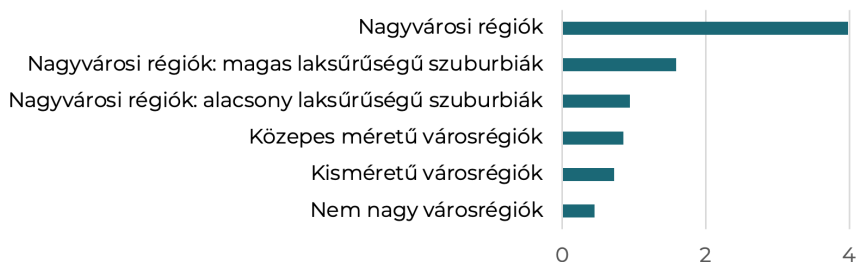 Nagyvárosi régiók
Nagyvárosi régiók: magas laksűrűségű szuburbiák
Nagyvárosi régiók: alacsony laksűrűségű szuburbiák
Közepes méretű városrégiók
Kisméretű városrégiók
Nem nagy városrégiók
0 2 4